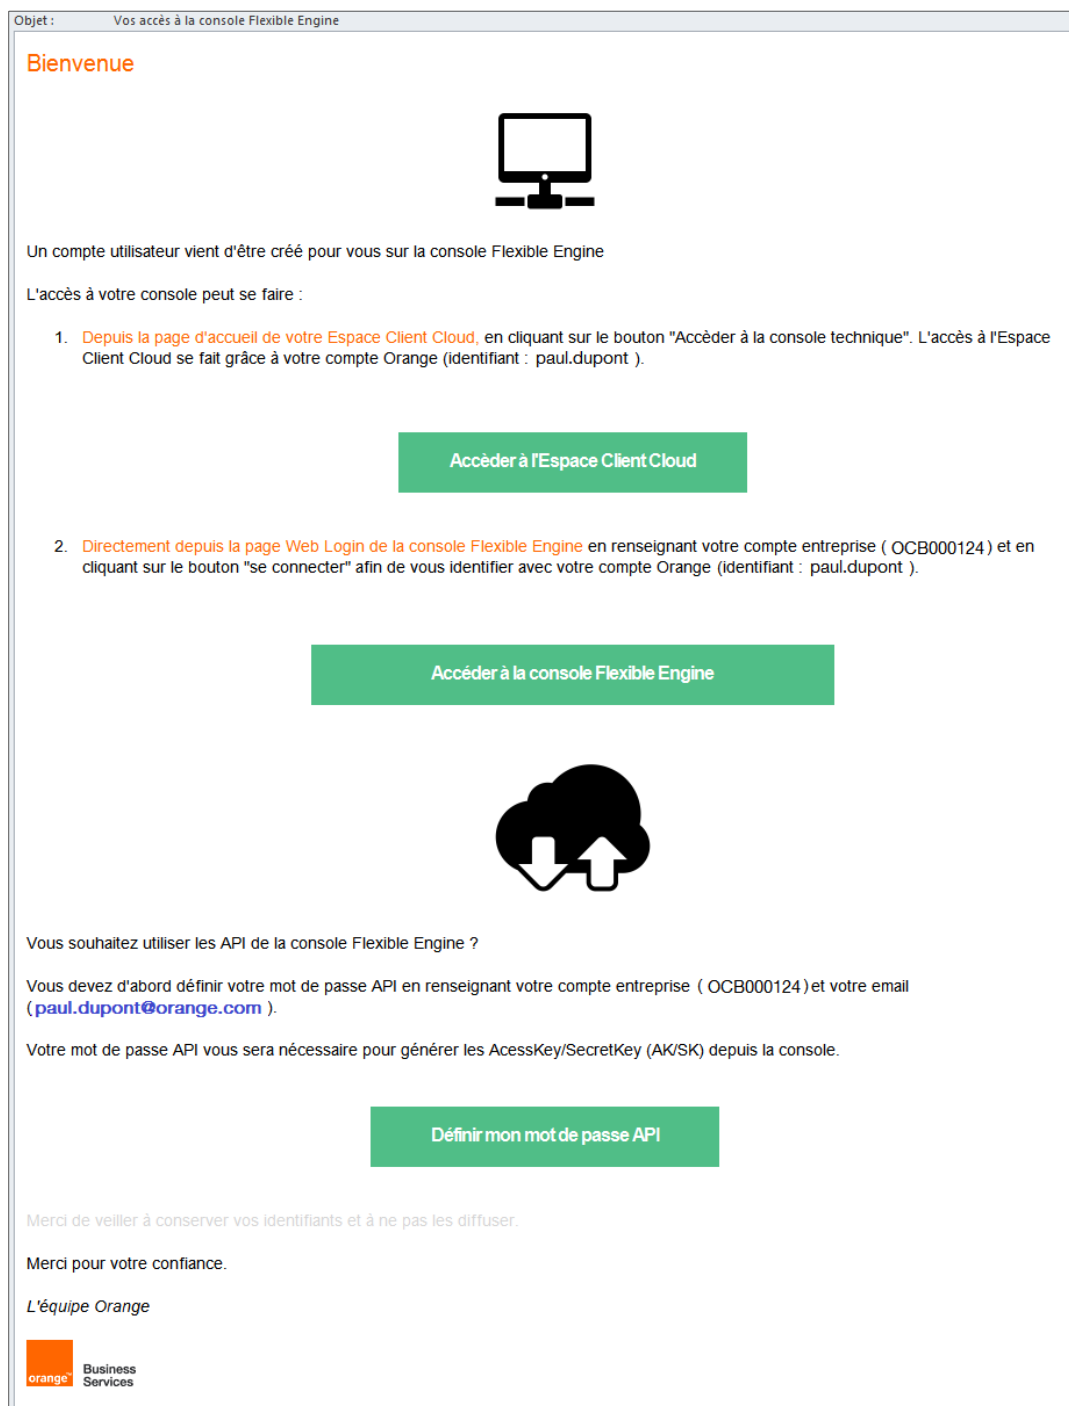 Objet : Vos accès à la console Flexible Engine
Bienvenue
Un compte utilisateur vient d'être créé pour vous sur la console Flexible Engine
L'accès à votre console peut se faire :
1. Depuis la page d'accueil de votre Espace Client Cloud, en cliquant sur le bouton "Accèder à la console technique". L'accès à l'Espace
Client Cloud se fait grâce à votre compte Orange (identifiant : paul.dupont ).
Accèder à l'Espace Client Cloud
2. Directement depuis la page Web Login de la console Flexible Engine en renseignant votre compte entreprise ( OCB000124 ) et en
cliquant sur le bouton "se connecter" afin de vous identifier avec votre compte Orange (identifiant : paul.dupont ).
Accéder à la console Flexible Engine
Vous souhaitez utiliser les API de la console Flexible Engine ?
Vous devez d'abord définir votre mot de passe API en renseignant votre compte entreprise ( OCB000124 ) et votre email
( paul.dupont@orange.com ).
Votre mot de passe API vous sera nécessaire pour générer les AcessKey/SecretKey (AK/SK) depuis la console.
Définir mon mot de passe API
Merci de veiller à conserver vos identifiants et à ne pas les diffuser.
Merci pour votre confiance.
L'équipe Orange
orange™ Business
Services